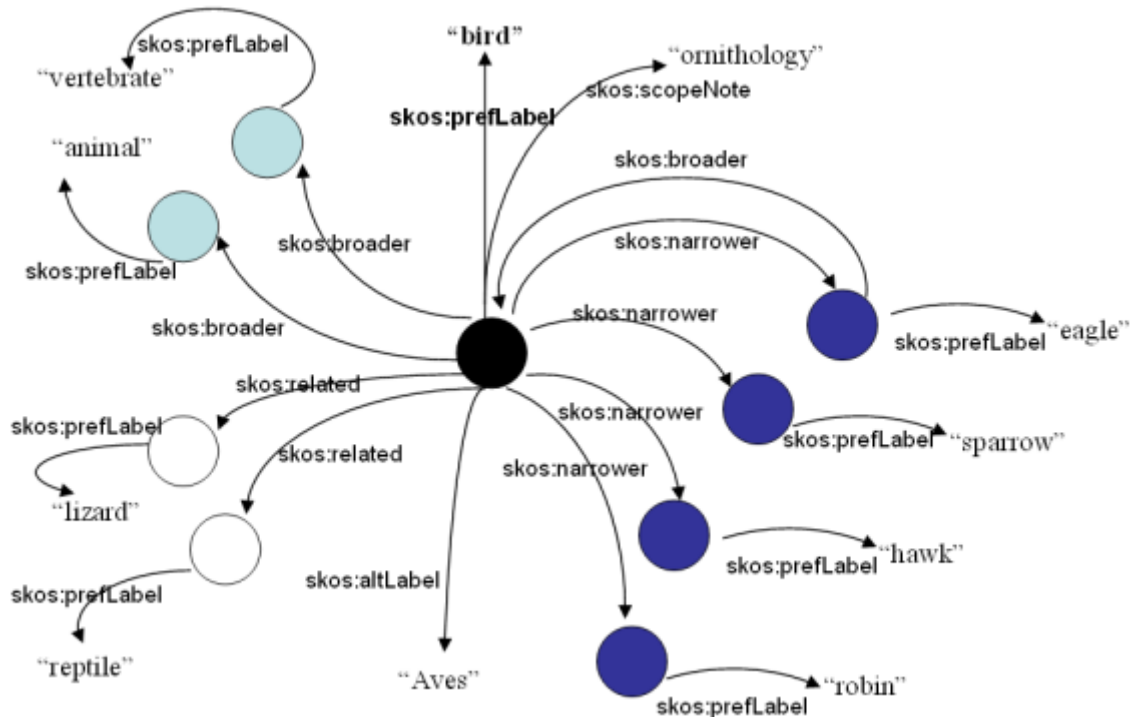 “bird”
skos:prefLabel
“ornithology”
“vertebrate”
skos:scopeNote
skos:prefLabel
“animal”
skos:broader
skos:broader
skos:narrower
skos:prefLabel
skos:broader
skos:narrower
skos:prefLabel
“eagle”
skos:related
skos:narrower
skos:prefLabel
“sparrow”
skos:prefLabel
skos:related
skos:narrower
“lizard”
“hawk”
skos:prefLabel
skos:altLabel
skos:prefLabel
“reptile”
“Aves”
“robin”
skos:prefLabel